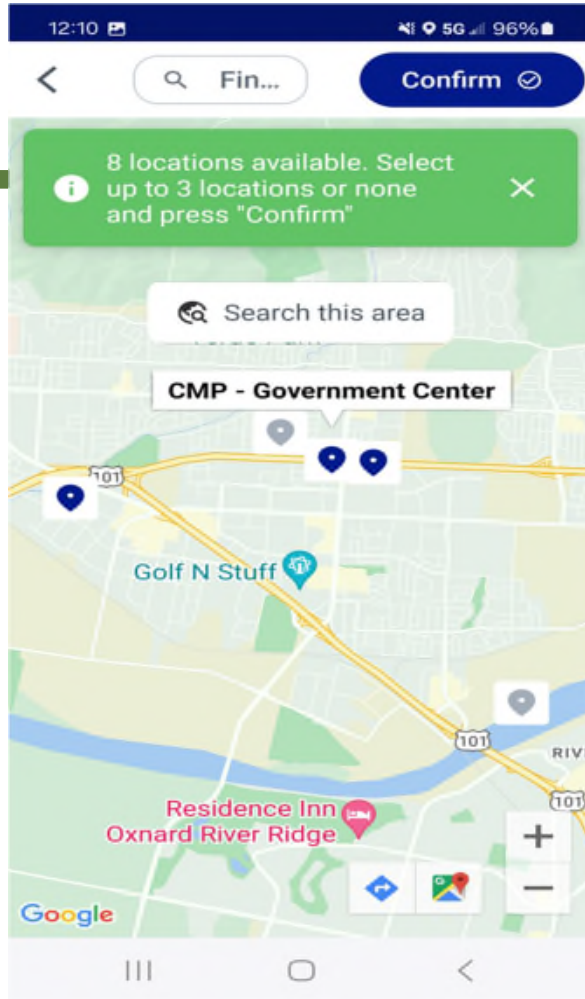 12:10
5G 96%
Fin...
Confirm
8 locations available. Select
up to 3 locations or none
and press "Confirm"
Search this area
CMP - Government Center
101
Golf N Stuff
101
RIV
101
Residence Inn
Oxnard River Ridge
+
−
Google